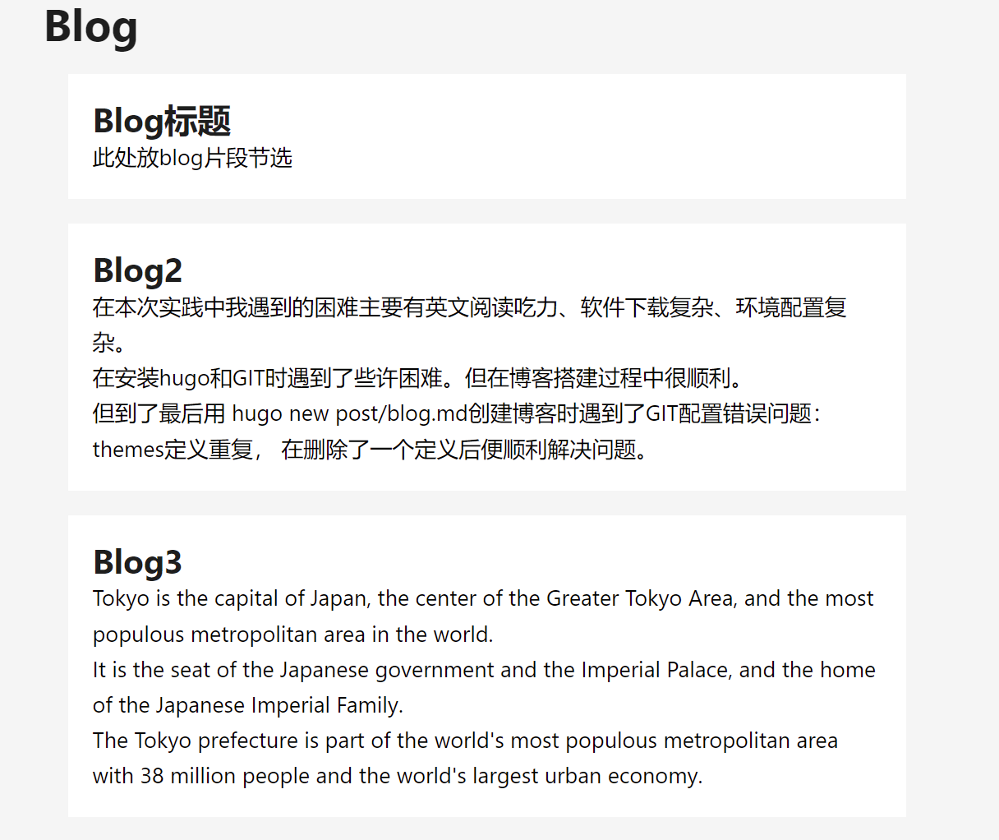 Blog
Blog标题
此处放blog片段节选
Blog2
在本次实践中我遇到的困难主要有英文阅读吃力、软件下载复杂、环境配置复
杂。
在安装hugo和GIT时遇到了些许困难。但在博客搭建过程中很顺利。
但到了最后用 hugo new post/blog.md创建博客时遇到了GIT配置错误问题：
themes定义重复， 在删除了一个定义后便顺利解决问题。
Blog3
Tokyo is the capital of Japan, the center of the Greater Tokyo Area, and the most
populous metropolitan area in the world.
It is the seat of the Japanese government and the Imperial Palace, and the home
of the Japanese Imperial Family.
The Tokyo prefecture is part of the world's most populous metropolitan area
with 38 million people and the world's largest urban economy.